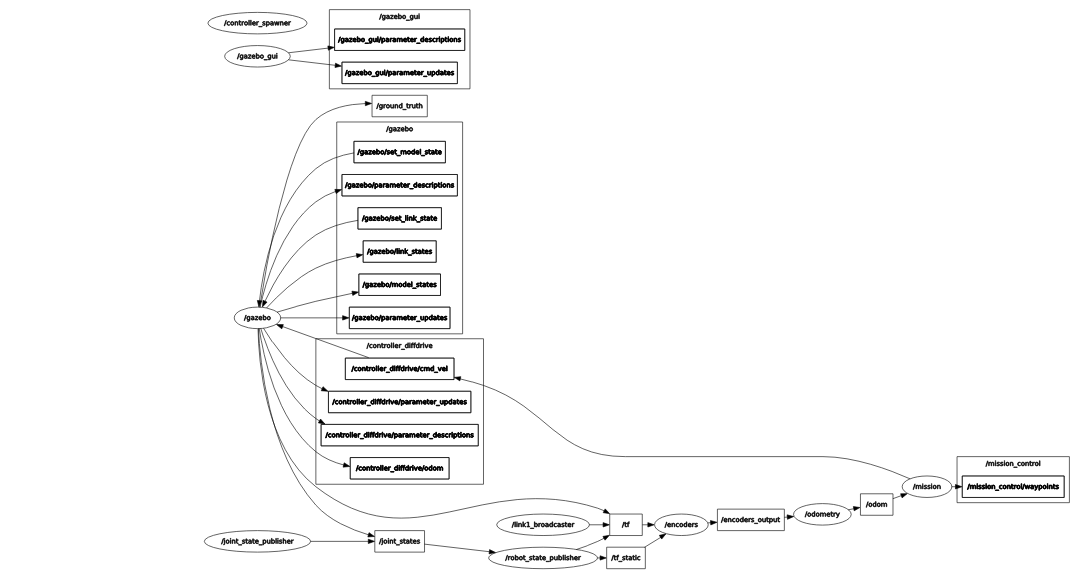 /controller_spawner
/gazebo_gui
/gazebo_gui
/gazebo_gui/parameter_descriptions
/gazebo_gui/parameter_updates
/ground_truth
/gazebo
/gazebo/set_model_state
/gazebo/parameter_descriptions
/gazebo/set_link_state
/gazebo/link_states
/gazebo/model_states
/gazebo/parameter_updates
/gazebo
/controller_diffdrive
/controller_diffdrive/cmd_vel
/controller_diffdrive/parameter_updates
/controller_diffdrive/parameter_descriptions
/controller_diffdrive/odom
/mission_control
/mission_control/waypoints
/mission
/odom
/odometry
/encoders_output
/encoders
/tf
/link1_broadcaster
/joint_state_publisher
/joint_states
/robot_state_publisher
/tf_static